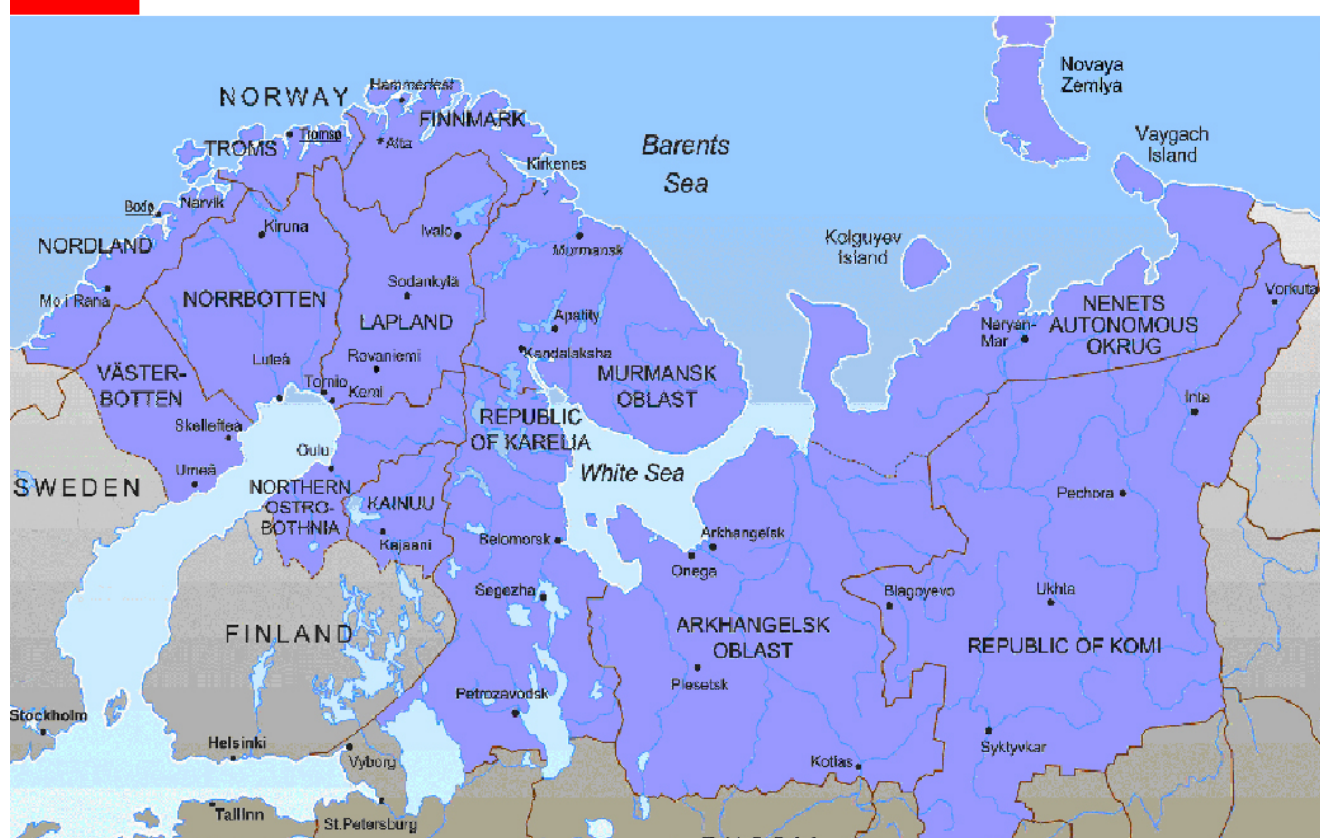 Novaya
Zemlya
Hammerfest
NORWAY
FINNMARK
Tromsø
TROMS
Alta
Barents
Sea
Vaygach
Island
Kirkenes
Bodø
Narvik
Kiruna
Ivalo
Murmansk
Kolguyev
Island
NORDLAND
Mo i Rana
NORRBOTTEN
Sodankylä
LAPLAND
Apatity
NENETS
AUTONOMOUS
OKRUG
Vorkuta
Naryan-
Mar
Kandalaksha
Rovaniemi
Luleå
VÄSTER-
BOTTEN
Tornio
Kemi
MURMANSK
OBLAST
REPUBLIC
OF KARELIA
Inta
Skellefteå
Oulu
Umeå
White Sea
SWEDEN
NORTHERN
OSTRO-
BOTHNIA
KAINUU
Pechora
Kajaani
Belomorsk
Arkhangelsk
Onega
Segezha
Blagoyevo
Ukhta
FINLAND
ARKHANGELSK
OBLAST
REPUBLIC OF KOMI
Plesetsk
Petrozavodsk
Stockholm
Helsinki
Vyborg
Syktyvkar
Kotlas
Tallinn
St.Petersburg